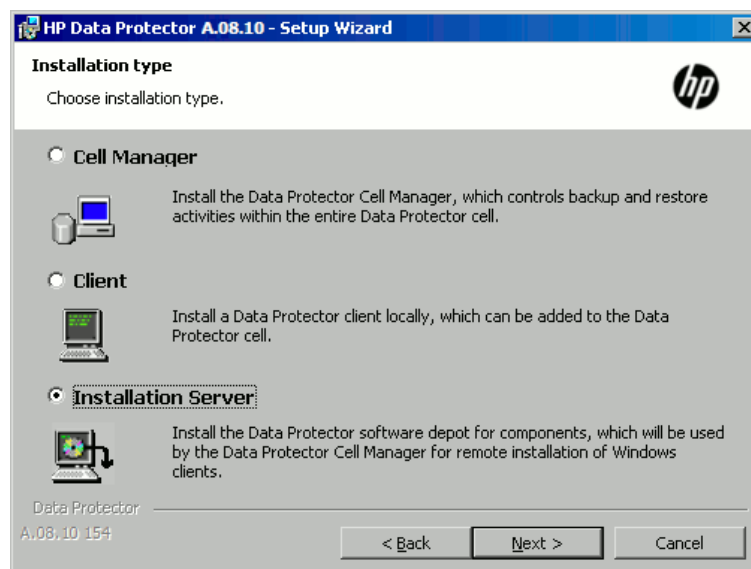 HP Data Protector A.08.10 - Setup Wizard
Installation type
Choose installation type.
hp
Cell Manager
Install the Data Protector Cell Manager, which controls backup and restore
activities within the entire Data Protector cell.
Client
Install a Data Protector client locally, which can be added to the Data
Protector cell.
Installation Server
Install the Data Protector software depot for components, which will be used
by the Data Protector Cell Manager for remote installation of Windows
clients.
Data Protector
A.08.10 154
< Back
Next >
Cancel